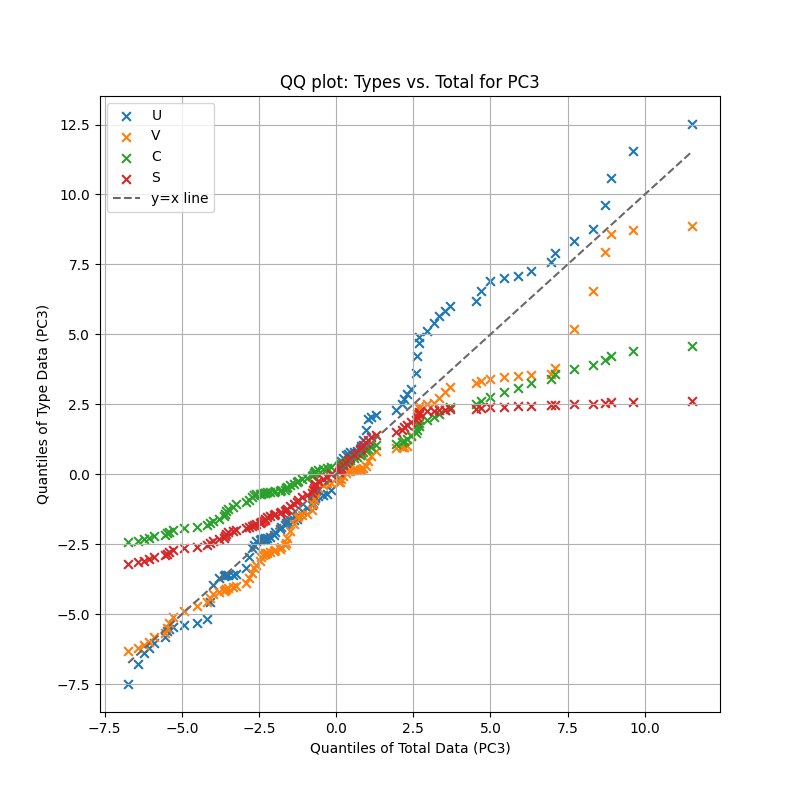 QQ plot: Types vs. Total for PC3
U
V
C
S
y=x line
12.5
10.0
7.5
5.0
2.5
0.0
−2.5
−5.0
−7.5
Quantiles of Type Data (PC3)
−7.5 −5.0 −2.5 0.0 2.5 5.0 7.5 10.0
Quantiles of Total Data (PC3)